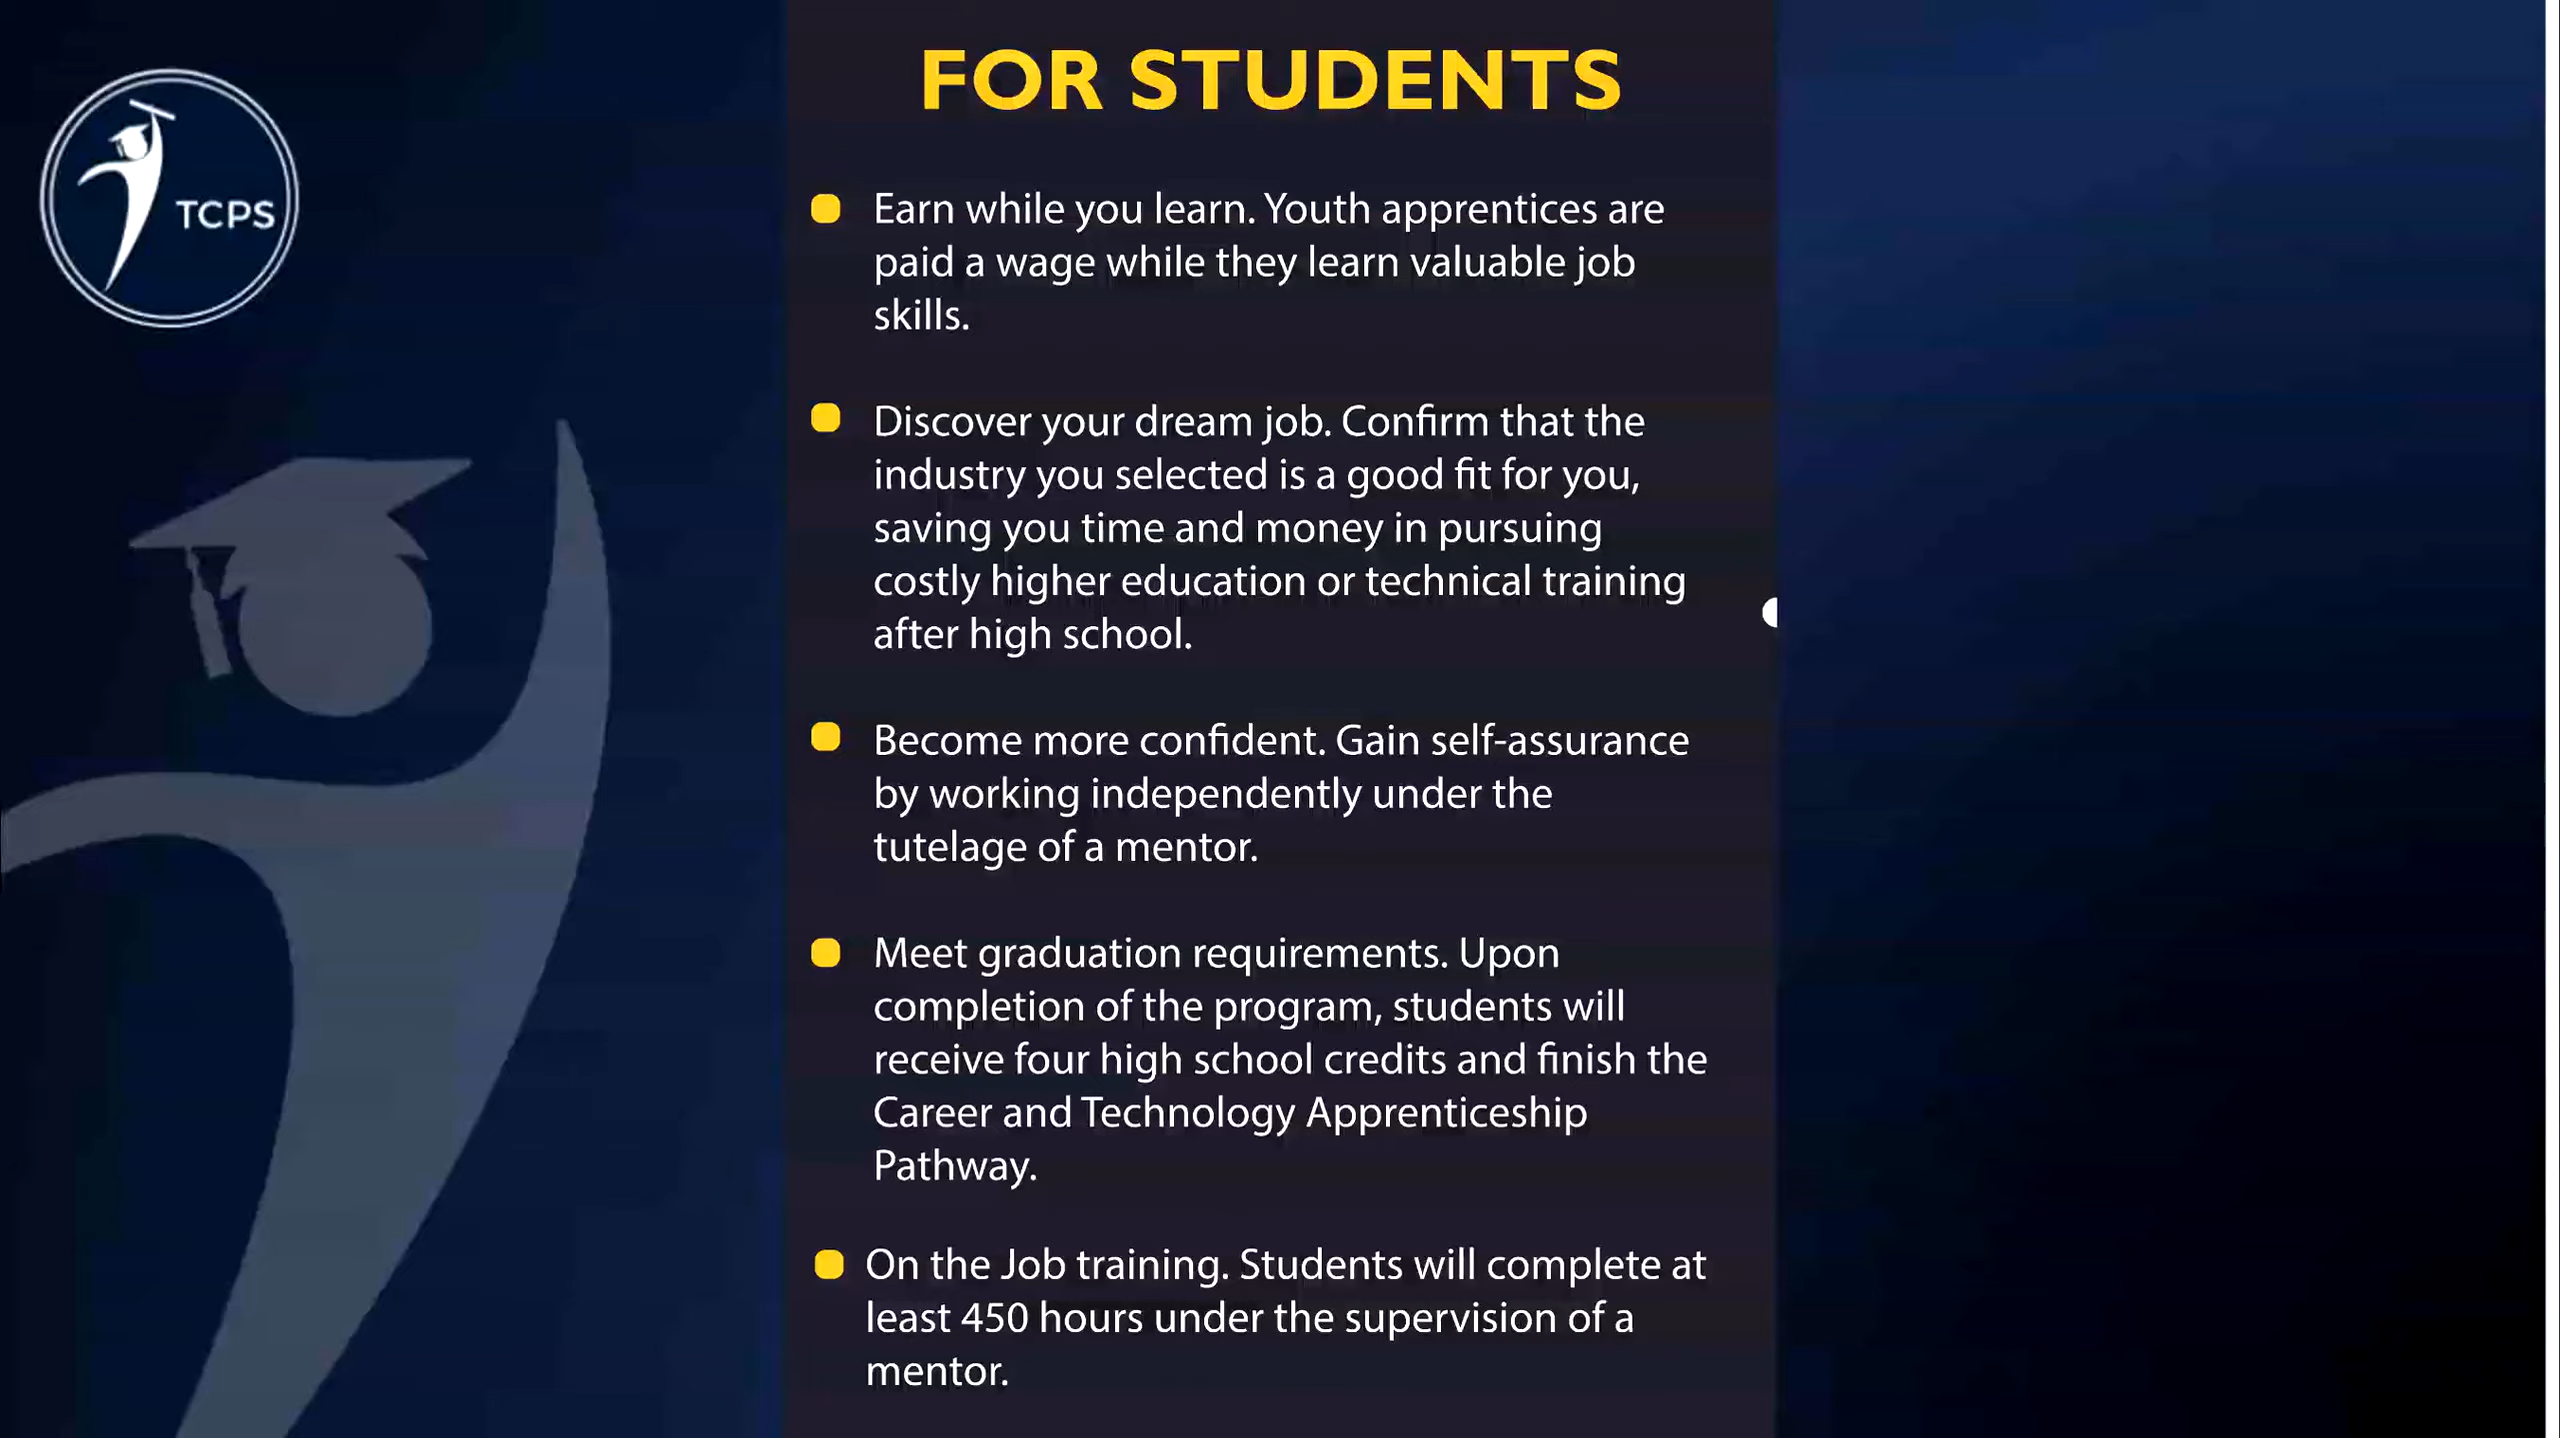 TCPS
FOR STUDENTS
Earn while you learn. Youth apprentices are
paid a wage while they learn valuable job
skills.
Discover your dream job. Confirm that the
industry you selected is a good fit for you,
saving you time and money in pursuing
costly higher education or technical training
after high school.
Become more confident. Gain self-assurance
by working independently under the
tutelage of a mentor.
Meet graduation requirements. Upon
completion of the program, students will
receive four high school credits and finish the
Career and Technology Apprenticeship
Pathway.
On the Job training. Students will complete at
least 450 hours under the supervision of a
mentor.